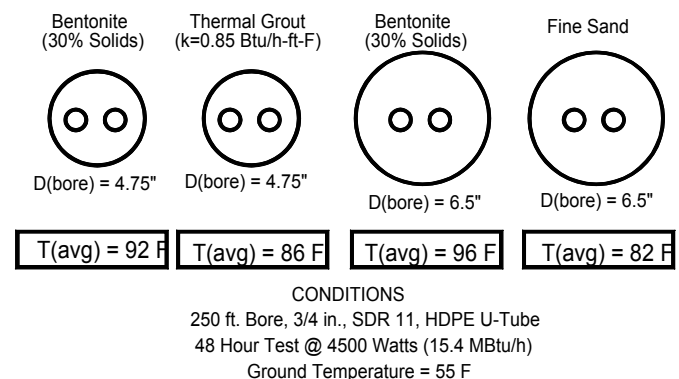 Bentonite
(30% Solids)
Thermal Grout
(k=0.85 Btu/h-ft-F)
Bentonite
(30% Solids)
Fine Sand
D(bore) = 4.75"
D(bore) = 4.75"
D(bore) = 6.5"
D(bore) = 6.5"
T(avg) = 92 F
T(avg) = 86 F
T(avg) = 96 F
T(avg) = 82 F
CONDITIONS
250 ft. Bore, 3/4 in., SDR 11, HDPE U-Tube
48 Hour Test @ 4500 Watts (15.4 MBtu/h)
Ground Temperature = 55 F